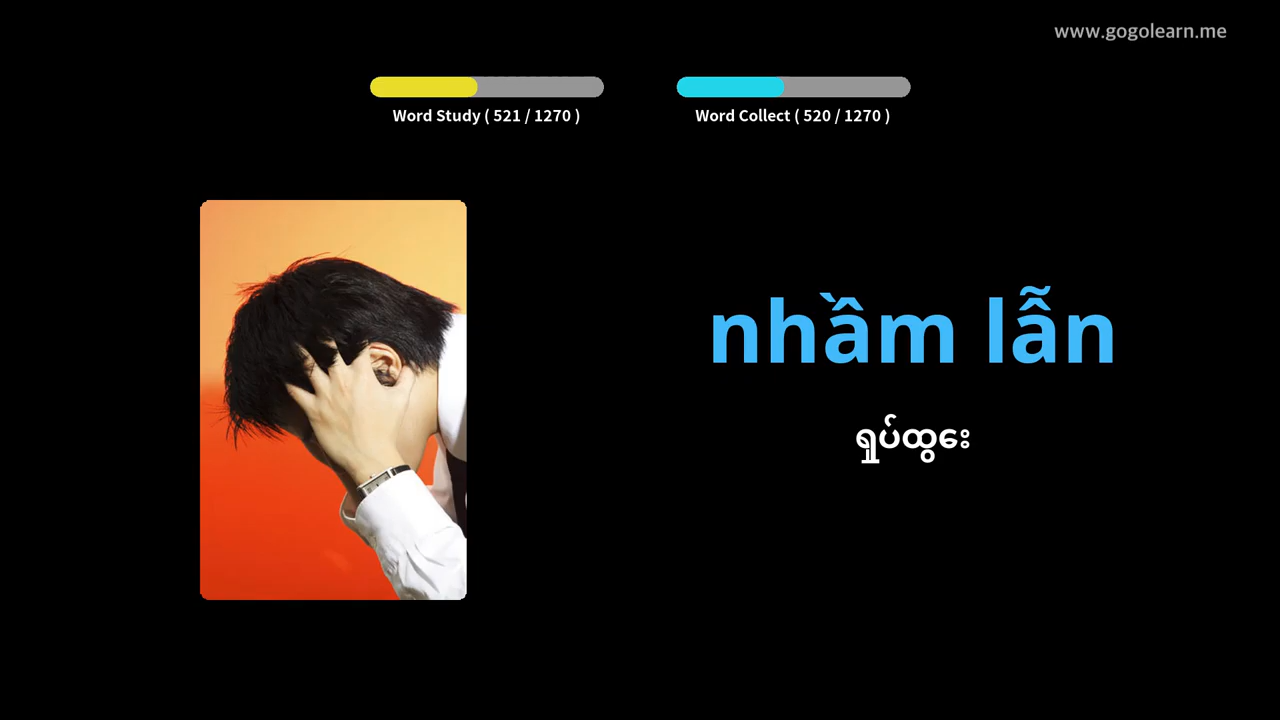 www.gogolearn.me
Word Study ( 521 / 1270 )
Word Collect ( 520 / 1270 )
nhầm lẫn
ရှုပ်ထွေး